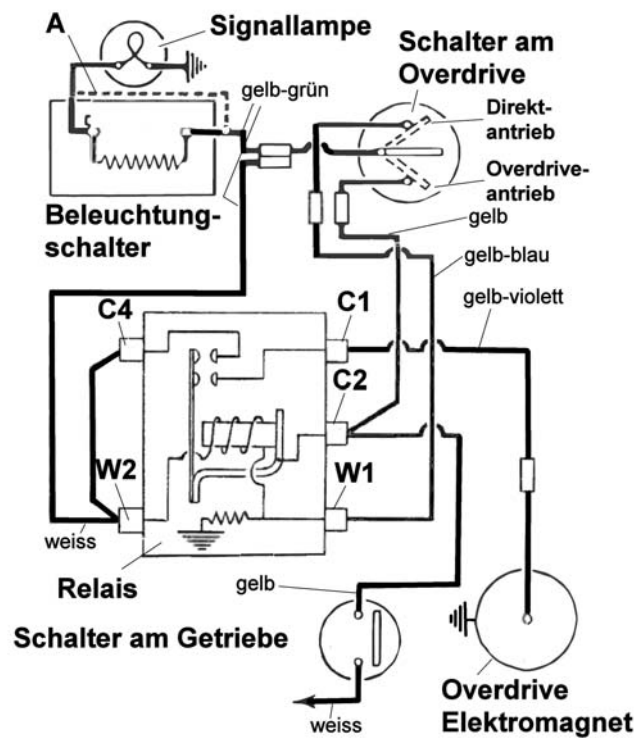 A
Signallampe
Schalter am
Overdrive
gelb-grün
Direkt-
antrieb
Overdrive-
antrieb
Beleuchtung-
schalter
gelb
gelb-blau
gelb-violett
C4
C1
C2
W2
W1
weiss
Relais
gelb
Schalter am Getriebe
weiss
Overdrive
Elektromagnet